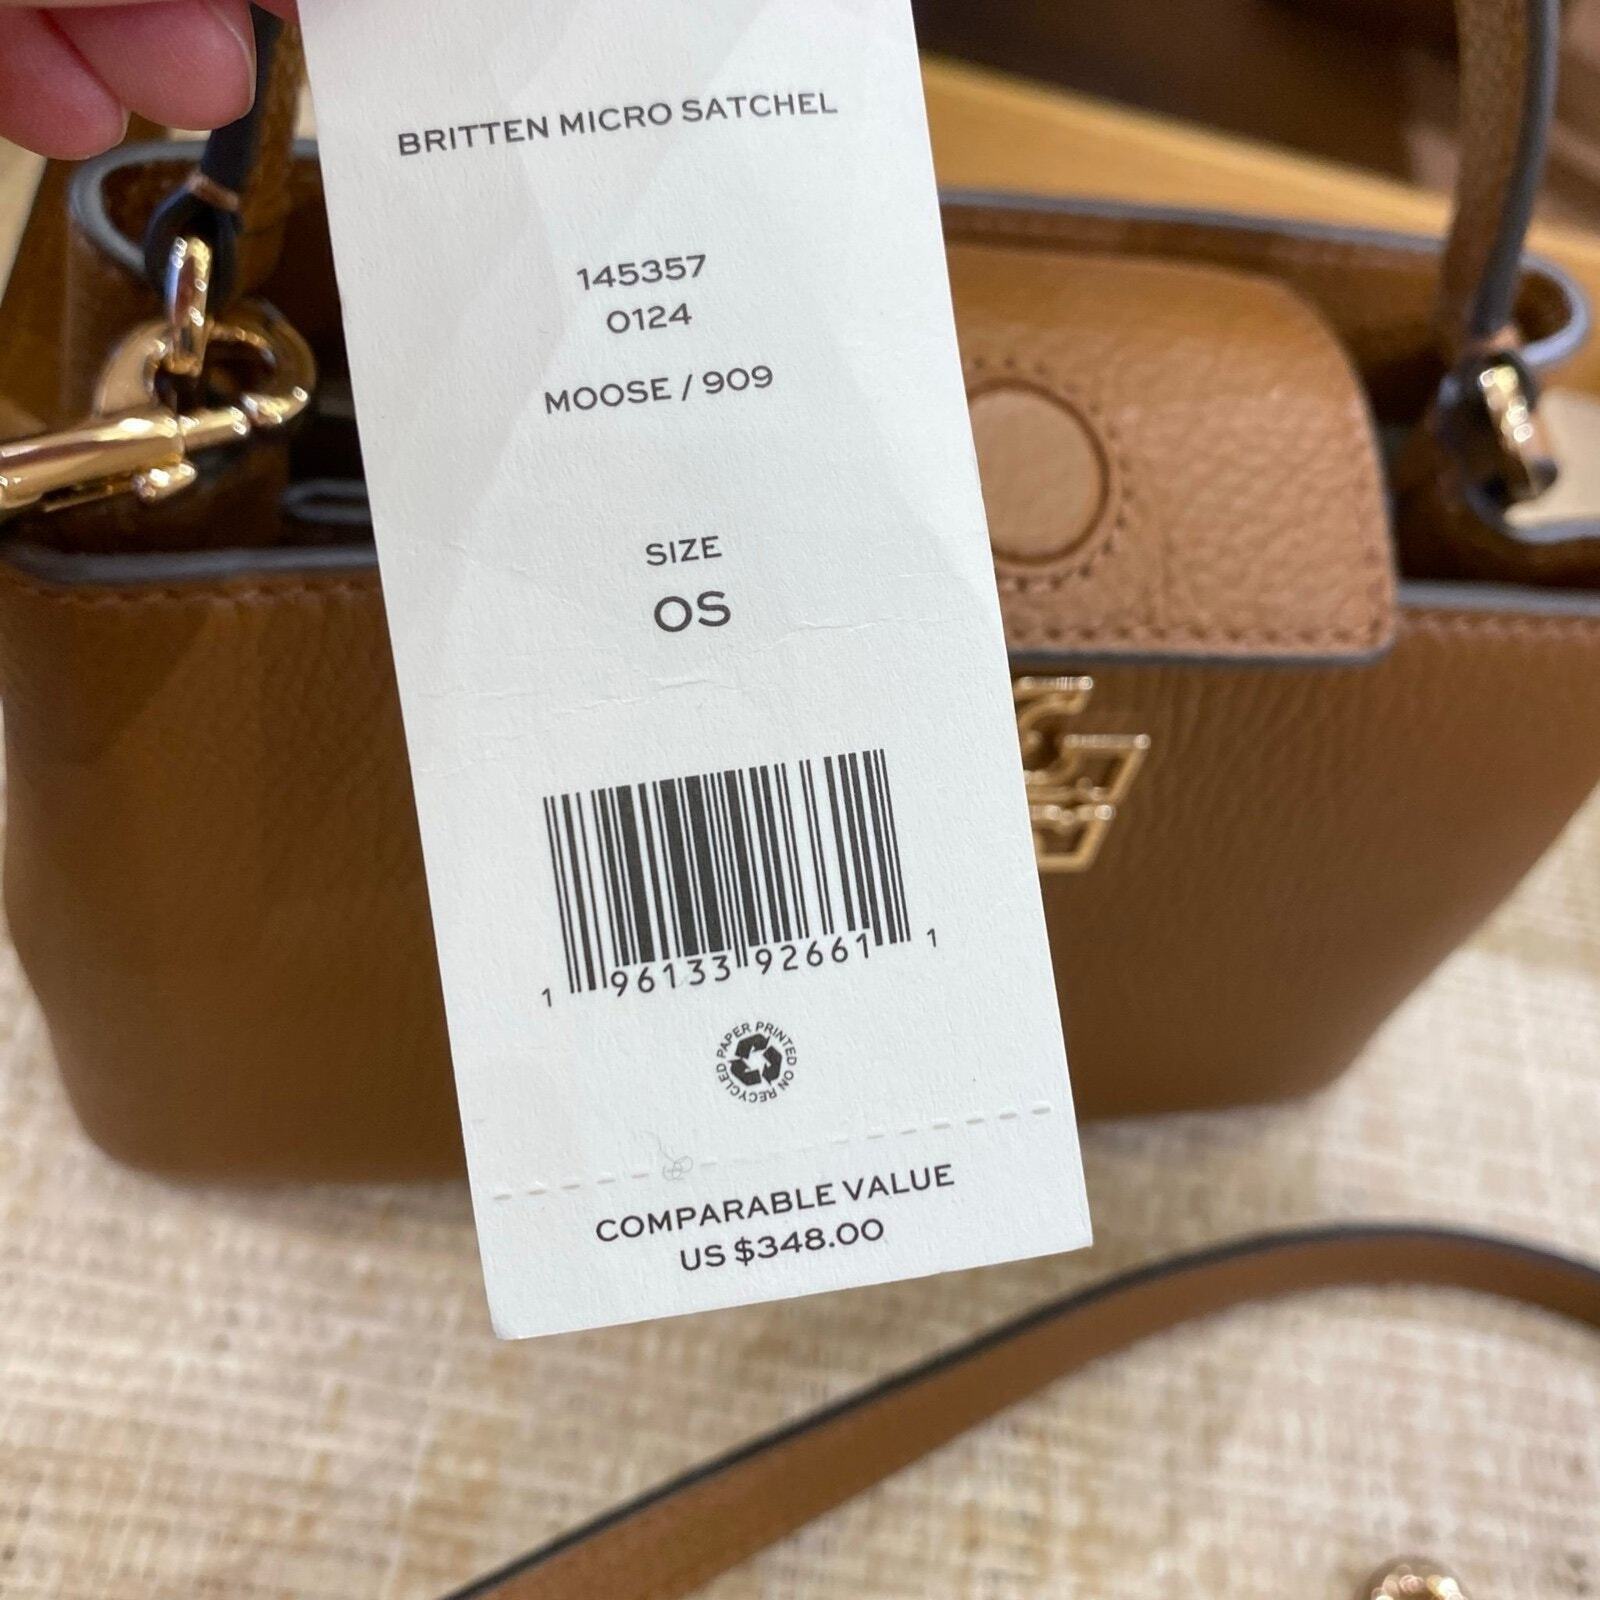 BRITTEN MICRO SATCHEL
145357
0124
MOOSE / 909
SIZE
OS
1 96133 92661 1
PAPER PRINTED ON RECYCLED
COMPARABLE VALUE
US $348.00